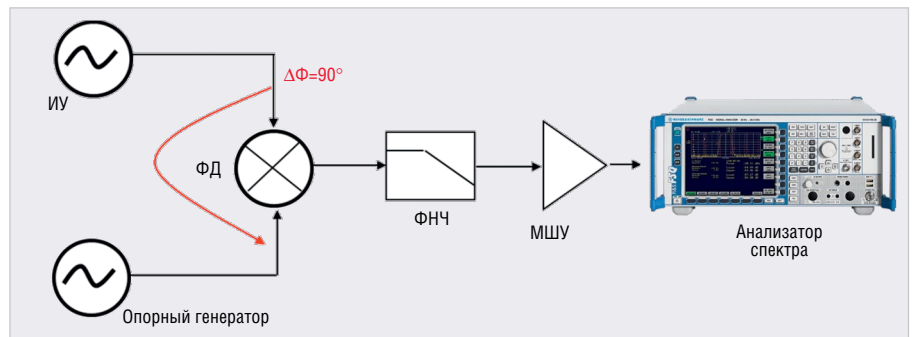 ИУ
ΔΦ=90°
ФД
ФНЧ
МШУ
Анализатор
спектра
Опорный генератор